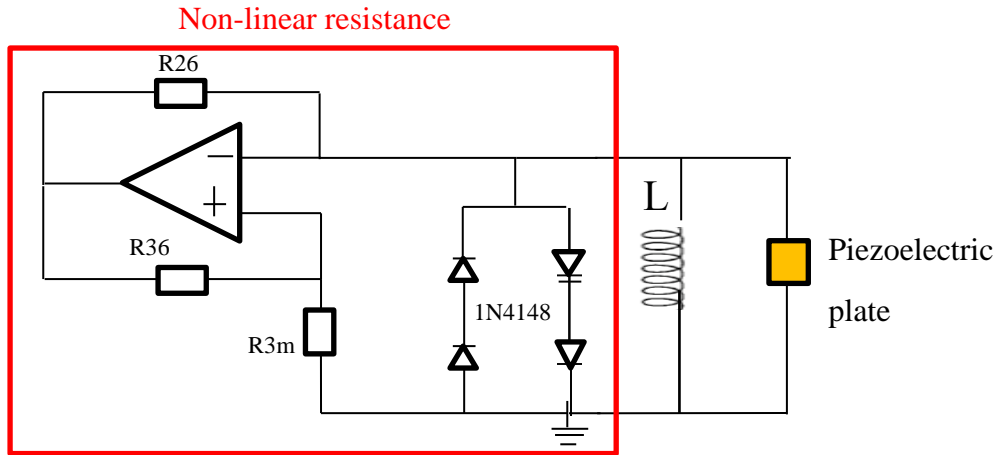 Non-linear resistance
R26
−
+
R36
R3m
1N4148
L
Piezoelectric
plate